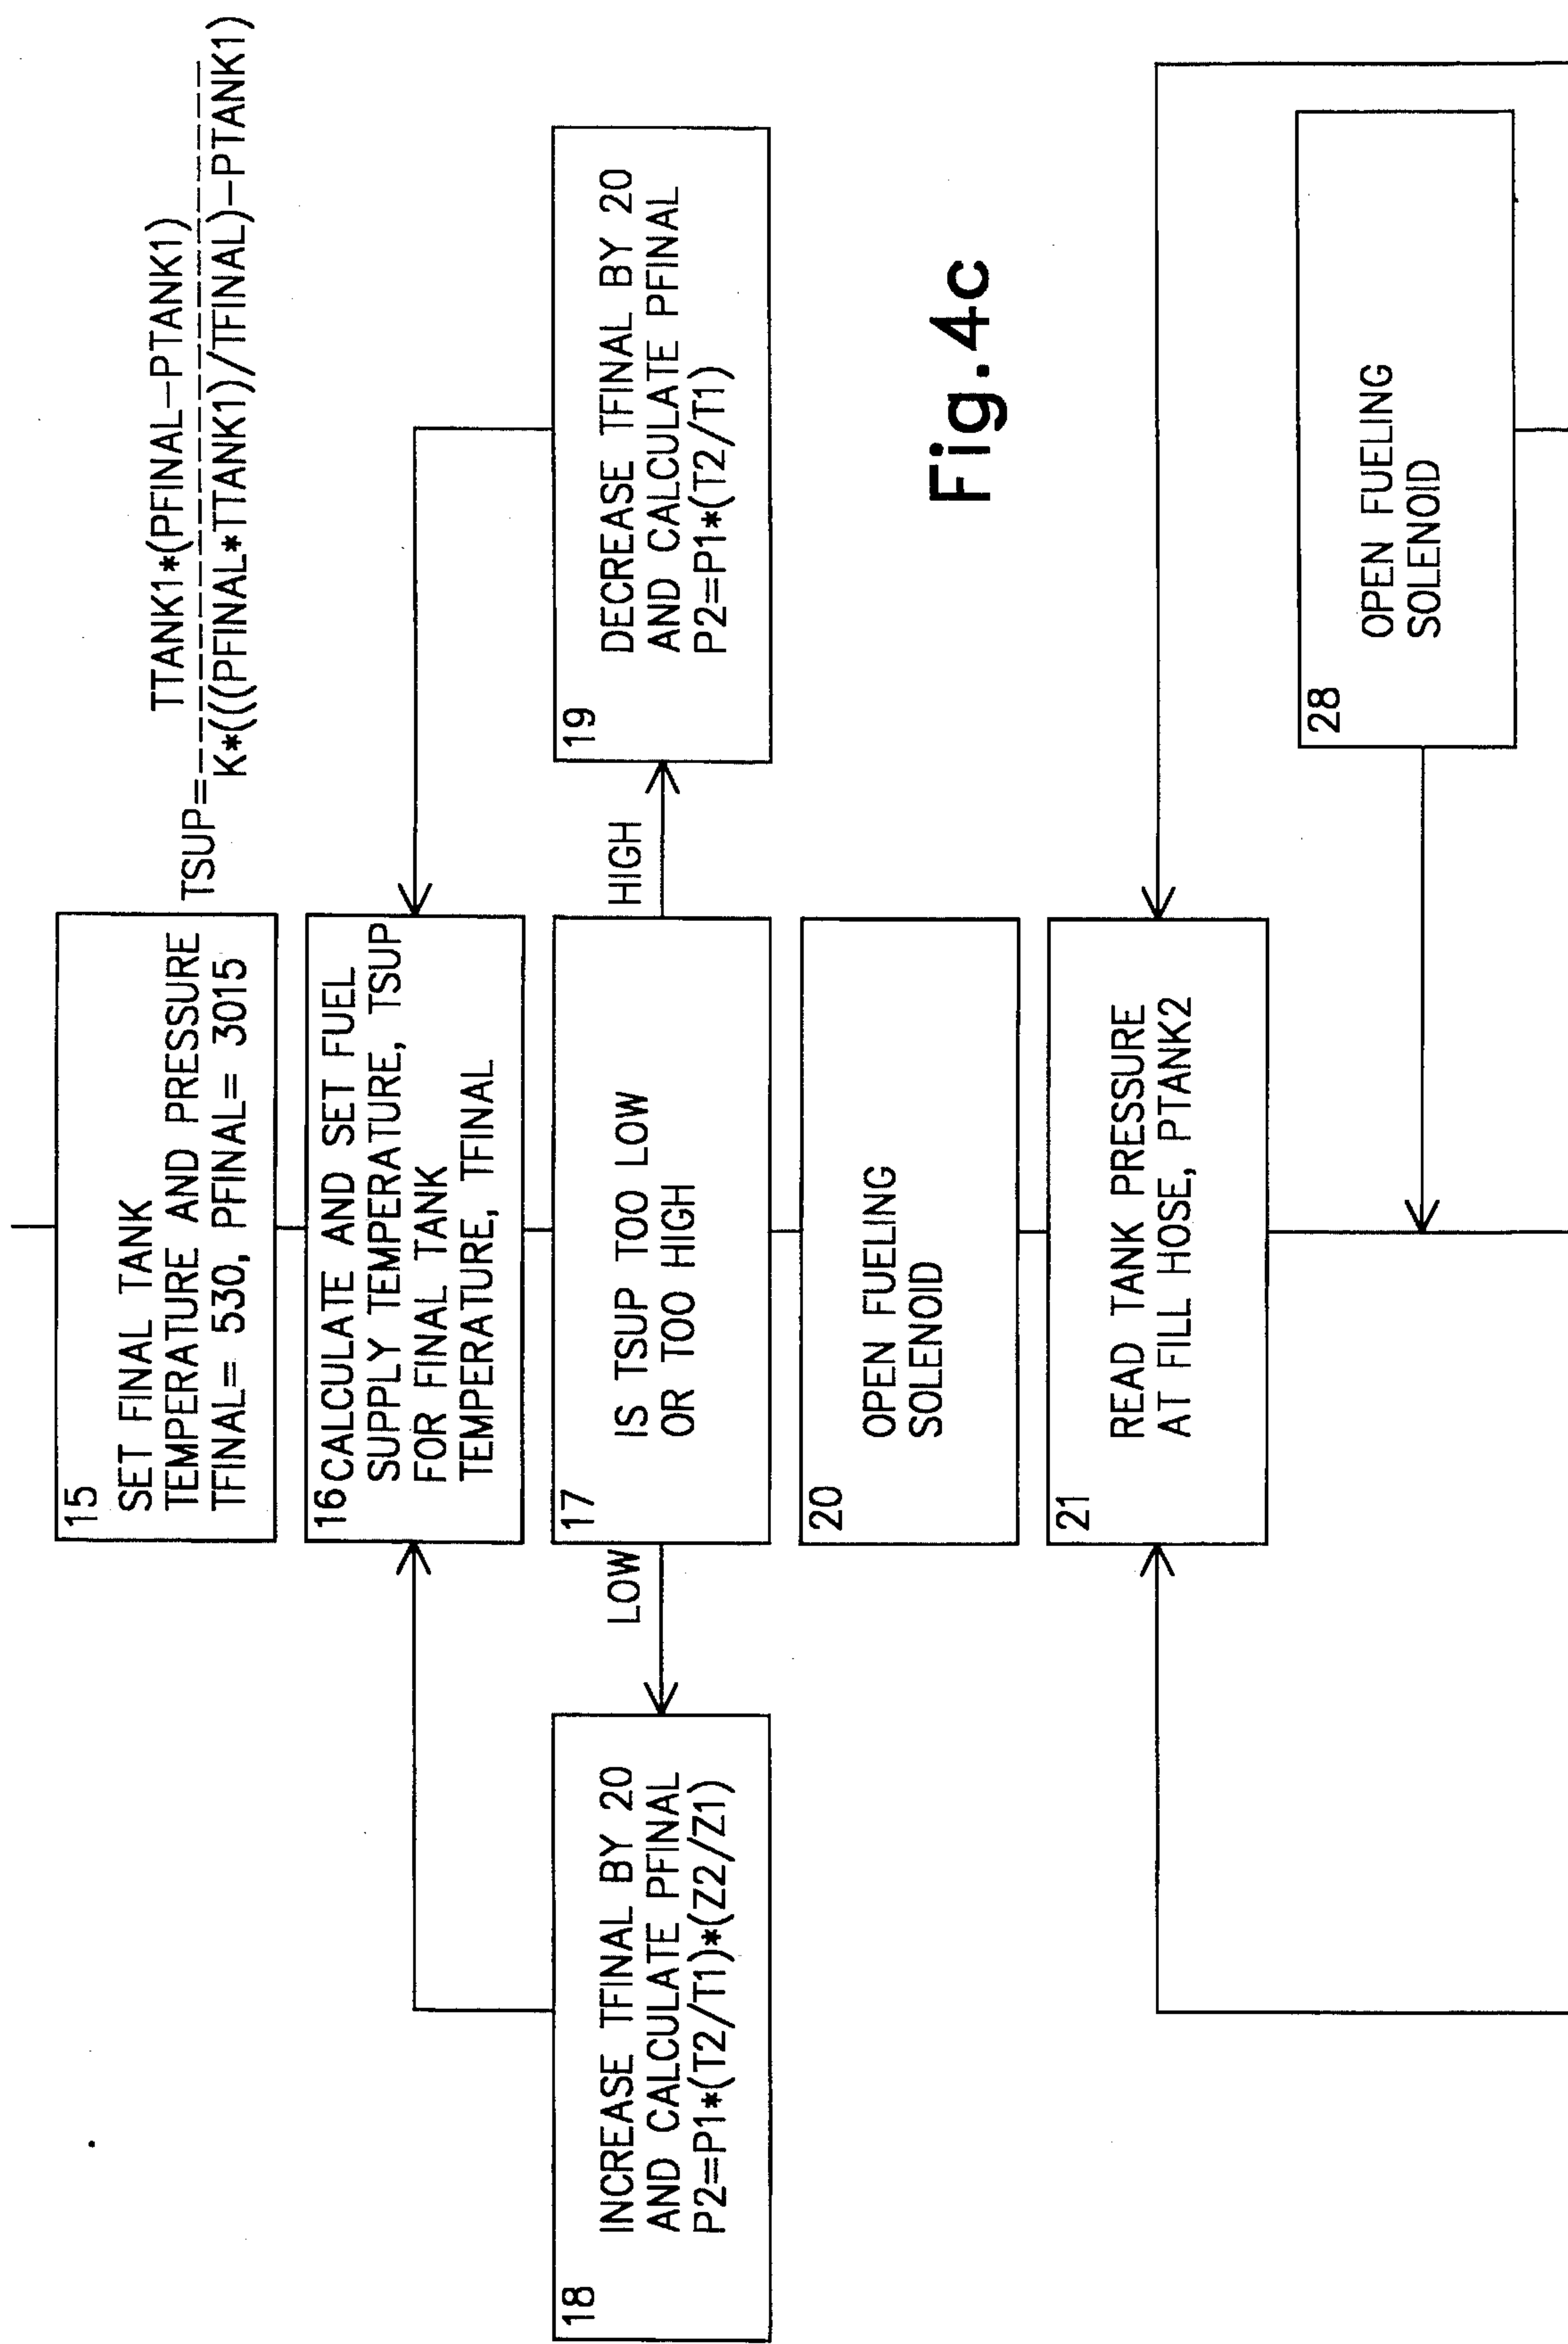 15
SET FINAL TANK
TEMPERATURE AND PRESSURE
TFINAL= 530, PFINAL= 3015
TTANK1*(PFINAL-PTANK1)
TSUP=--------------------
K*(((PFINAL*TTANK1)/TFINAL)-PTANK1)
16 CALCULATE AND SET FUEL
SUPPLY TEMPERATURE, TSUP
FOR FINAL TANK
TEMPERATURE, TFINAL
18
INCREASE TFINAL BY 20
AND CALCULATE PFINAL
P2=P1*(T2/T1)*(Z2/Z1)
LOW
17
IS TSUP TOO LOW
OR TOO HIGH
HIGH
19
DECREASE TFINAL BY 20
AND CALCULATE PFINAL
P2=P1*(T2/T1)
20
OPEN FUELING
SOLENOID
Fig.4c
21
READ TANK PRESSURE
AT FILL HOSE, PTANK2
28
OPEN FUELING
SOLENOID